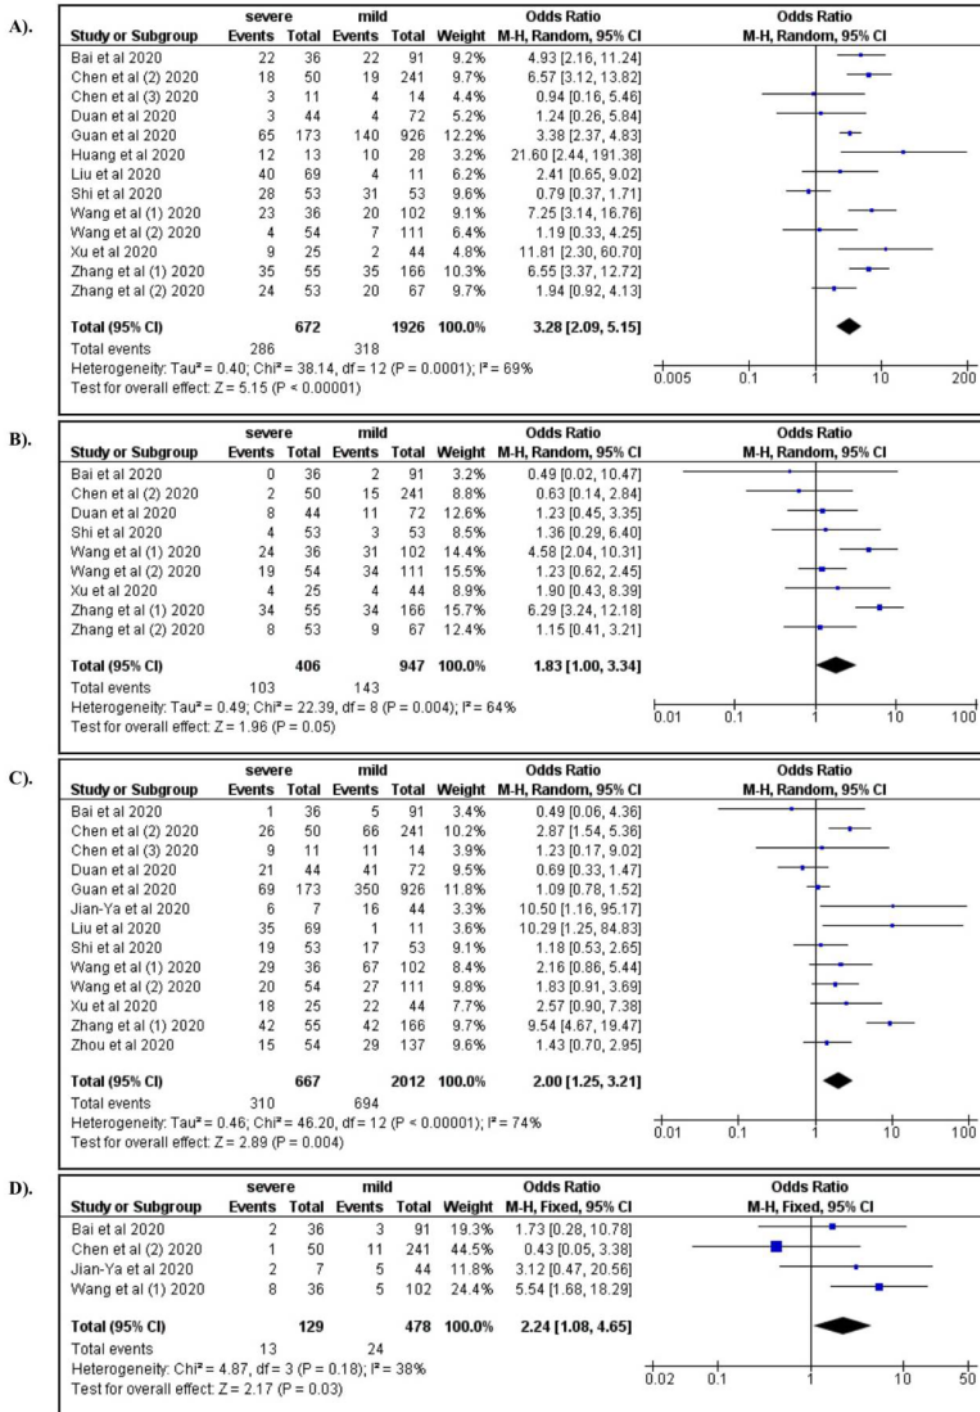 A).
severe mild Odds Ratio Odds Ratio
Study or Subgroup Events Total Events Total Weight M-H, Random, 95% CI M-H, Random, 95% CI
Bai et al 2020 22 36 22 91 9.2% 4.93 [2.16, 11.24]
Chen et al (2) 2020 18 50 19 241 9.7% 6.57 [3.12, 13.82]
Chen et al (3) 2020 3 11 4 14 4.4% 0.94 [0.16, 5.46]
Duan et al 2020 3 44 4 72 5.2% 1.24 [0.26, 5.84]
Guan et al 2020 65 173 140 926 12.2% 3.38 [2.37, 4.83]
Huang et al 2020 12 13 10 28 3.2% 21.60 [2.44, 191.38]
Liu et al 2020 40 69 4 11 6.2% 2.41 [0.65, 9.02]
Shi et al 2020 28 53 31 53 9.6% 0.79 [0.37, 1.71]
Wang et al (1) 2020 23 36 20 102 9.1% 7.25 [3.14, 16.76]
Wang et al (2) 2020 4 54 7 111 6.4% 1.19 [0.33, 4.25]
Xu et al 2020 9 25 2 44 4.8% 11.81 [2.30, 60.70]
Zhang et al (1) 2020 35 55 35 166 10.3% 6.55 [3.37, 12.72]
Zhang et al (2) 2020 24 53 20 67 9.7% 1.94 [0.92, 4.13]
Total (95% CI) 672 1926 100.0% 3.28 [2.09, 5.15]
Total events 286 318
Heterogeneity: Tau² = 0.40; Chi² = 38.14, df = 12 (P = 0.0001); I² = 69%
Test for overall effect: Z = 5.15 (P < 0.00001)
0.005 0.1 1 10 200
B).
severe mild Odds Ratio Odds Ratio
Study or Subgroup Events Total Events Total Weight M-H, Random, 95% CI M-H, Random, 95% CI
Bai et al 2020 0 36 2 91 3.2% 0.49 [0.02, 10.47]
Chen et al (2) 2020 2 50 15 241 8.8% 0.63 [0.14, 2.84]
Duan et al 2020 8 44 11 72 12.6% 1.23 [0.45, 3.35]
Shi et al 2020 4 53 3 53 8.5% 1.36 [0.29, 6.40]
Wang et al (1) 2020 24 36 31 102 14.4% 4.58 [2.04, 10.31]
Wang et al (2) 2020 19 54 34 111 15.5% 1.23 [0.62, 2.45]
Xu et al 2020 4 25 4 44 8.9% 1.90 [0.43, 8.39]
Zhang et al (1) 2020 34 55 34 166 15.7% 6.29 [3.24, 12.18]
Zhang et al (2) 2020 8 53 9 67 12.4% 1.15 [0.41, 3.21]
Total (95% CI) 406 947 100.0% 1.83 [1.00, 3.34]
Total events 103 143
Heterogeneity: Tau² = 0.49; Chi² = 22.39, df = 8 (P = 0.004); I² = 64%
Test for overall effect: Z = 1.96 (P = 0.05)
0.01 0.1 1 10 100
C).
severe mild Odds Ratio Odds Ratio
Study or Subgroup Events Total Events Total Weight M-H, Random, 95% CI M-H, Random, 95% CI
Bai et al 2020 1 36 5 91 3.4% 0.49 [0.06, 4.36]
Chen et al (2) 2020 26 50 66 241 10.2% 2.87 [1.54, 5.36]
Chen et al (3) 2020 9 11 11 14 3.9% 1.23 [0.17, 9.02]
Duan et al 2020 21 44 41 72 9.5% 0.69 [0.33, 1.47]
Guan et al 2020 69 173 350 926 11.8% 1.09 [0.78, 1.52]
Jian-Ya et al 2020 6 7 16 44 3.3% 10.50 [1.16, 95.17]
Liu et al 2020 35 69 1 11 3.6% 10.29 [1.25, 84.83]
Shi et al 2020 19 53 17 53 9.1% 1.18 [0.53, 2.65]
Wang et al (1) 2020 29 36 67 102 8.4% 2.16 [0.86, 5.44]
Wang et al (2) 2020 20 54 27 111 9.8% 1.83 [0.91, 3.69]
Xu et al 2020 18 25 22 44 7.7% 2.57 [0.90, 7.38]
Zhang et al (1) 2020 42 55 42 166 9.7% 9.54 [4.67, 19.47]
Zhou et al 2020 15 54 29 137 9.6% 1.43 [0.70, 2.95]
Total (95% CI) 667 2012 100.0% 2.00 [1.25, 3.21]
Total events 310 694
Heterogeneity: Tau² = 0.46; Chi² = 46.20, df = 12 (P < 0.00001); I² = 74%
Test for overall effect: Z = 2.89 (P = 0.004)
0.01 0.1 1 10 100
D).
severe mild Odds Ratio Odds Ratio
Study or Subgroup Events Total Events Total Weight M-H, Fixed, 95% CI M-H, Fixed, 95% CI
Bai et al 2020 2 36 3 91 19.3% 1.73 [0.28, 10.78]
Chen et al (2) 2020 1 50 11 241 44.5% 0.43 [0.05, 3.38]
Jian-Ya et al 2020 2 7 5 44 11.8% 3.12 [0.47, 20.56]
Wang et al (1) 2020 8 36 5 102 24.4% 5.54 [1.68, 18.29]
Total (95% CI) 129 478 100.0% 2.24 [1.08, 4.65]
Total events 13 24
Heterogeneity: Chi² = 4.87, df = 3 (P = 0.18); I² = 38%
Test for overall effect: Z = 2.17 (P = 0.03)
0.02 0.1 1 10 50